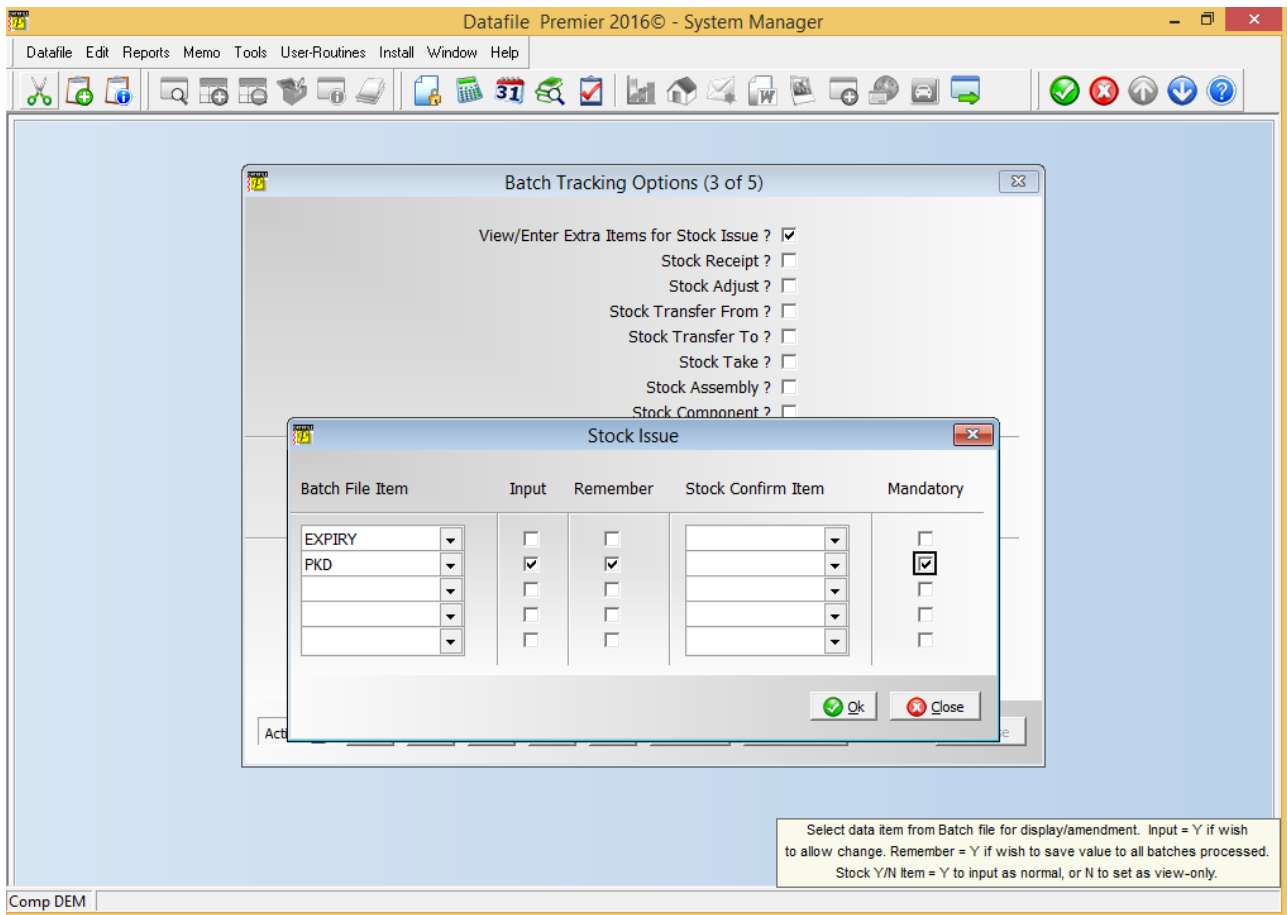 Datafile Premier 2016© - System Manager
Datafile Edit Reports Memo Tools User-Routines Install Window Help
31
W
Batch Tracking Options (3 of 5)
View/Enter Extra Items for Stock Issue ?
Stock Receipt ?
Stock Adjust ?
Stock Transfer From ?
Stock Transfer To ?
Stock Take ?
Stock Assembly ?
Stock Component ?
Stock Issue
Batch File Item Input Remember Stock Confirm Item Mandatory
EXPIRY
PKD
Ok Close
Acti
Select data item from Batch file for display/amendment. Input = Y if wish
to allow change. Remember = Y if wish to save value to all batches processed.
Stock Y/N Item = Y to input as normal, or N to set as view-only.
Comp DEM